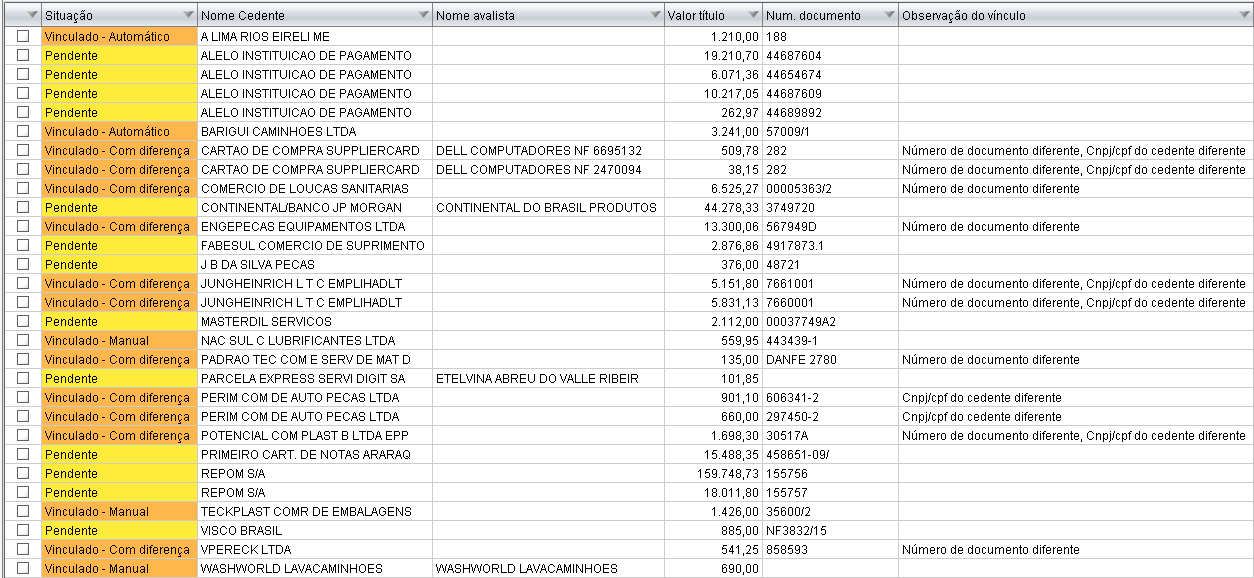 Situação Nome Cedente Nome avalista Valor título Num. documento Observação do vínculo
Vinculado - Automático A LIMA RIOS EIRELI ME 1.210,00 188
Pendente ALELO INSTITUICAO DE PAGAMENTO 19.210,70 44687604
Pendente ALELO INSTITUICAO DE PAGAMENTO 6.071,36 44654674
Pendente ALELO INSTITUICAO DE PAGAMENTO 10.217,05 44687609
Pendente ALELO INSTITUICAO DE PAGAMENTO 262,97 44689892
Vinculado - Automático BARIGUI CAMINHOES LTDA 3.241,00 57009/1
Vinculado - Com diferença CARTAO DE COMPRA SUPPLIERCARD DELL COMPUTADORES NF 6695132 509,78 282 Número de documento diferente, Cnpj/cpf do cedente diferente
Vinculado - Com diferença CARTAO DE COMPRA SUPPLIERCARD DELL COMPUTADORES NF 2470094 38,15 282 Número de documento diferente, Cnpj/cpf do cedente diferente
Vinculado - Com diferença COMERCIO DE LOUCAS SANITARIAS 6.525,27 00005363/2 Número de documento diferente
Pendente CONTINENTAL/BANCO JP MORGAN CONTINENTAL DO BRASIL PRODUTOS 44.278,33 3749720
Vinculado - Com diferença ENGEPECAS EQUIPAMENTOS LTDA 13.300,06 567949D Número de documento diferente
Pendente FABESUL COMERCIO DE SUPRIMENTO 2.876,86 4917873.1
Pendente J B DA SILVA PECAS 376,00 48721
Vinculado - Com diferença JUNGHEINRICH L T C EMPLIHADLT 5.151,80 7661001 Número de documento diferente, Cnpj/cpf do cedente diferente
Vinculado - Com diferença JUNGHEINRICH L T C EMPLIHADLT 5.831,13 7660001 Número de documento diferente, Cnpj/cpf do cedente diferente
Pendente MASTERDIL SERVICOS 2.112,00 00037749A2
Vinculado - Manual NAC SUL C LUBRIFICANTES LTDA 559,95 443439-1
Vinculado - Com diferença PADRAO TEC COM E SERV DE MAT D 135,00 DANFE 2780 Número de documento diferente
Pendente PARCELA EXPRESS SERVI DIGIT SA ETELVINA ABREU DO VALLE RIBEIR 101,85
Vinculado - Com diferença PERIM COM DE AUTO PECAS LTDA 901,10 606341-2 Cnpj/cpf do cedente diferente
Vinculado - Com diferença PERIM COM DE AUTO PECAS LTDA 660,00 297450-2 Cnpj/cpf do cedente diferente
Vinculado - Com diferença POTENCIAL COM PLAST B LTDA EPP 1.698,30 30517A Número de documento diferente, Cnpj/cpf do cedente diferente
Pendente PRIMEIRO CART. DE NOTAS ARARAQ 15.488,35 458651-09/
Pendente REPOM S/A 159.748,73 155756
Pendente REPOM S/A 18.011,80 155757
Vinculado - Manual TECKPLAST COMR DE EMBALAGENS 1.426,00 35600/2
Pendente VISCO BRASIL 885,00 NF3832/15
Vinculado - Com diferença VPERECK LTDA 541,25 858593 Número de documento diferente
Vinculado - Manual WASHWORLD LAVACAMINHOES WASHWORLD LAVACAMINHOES 690,00